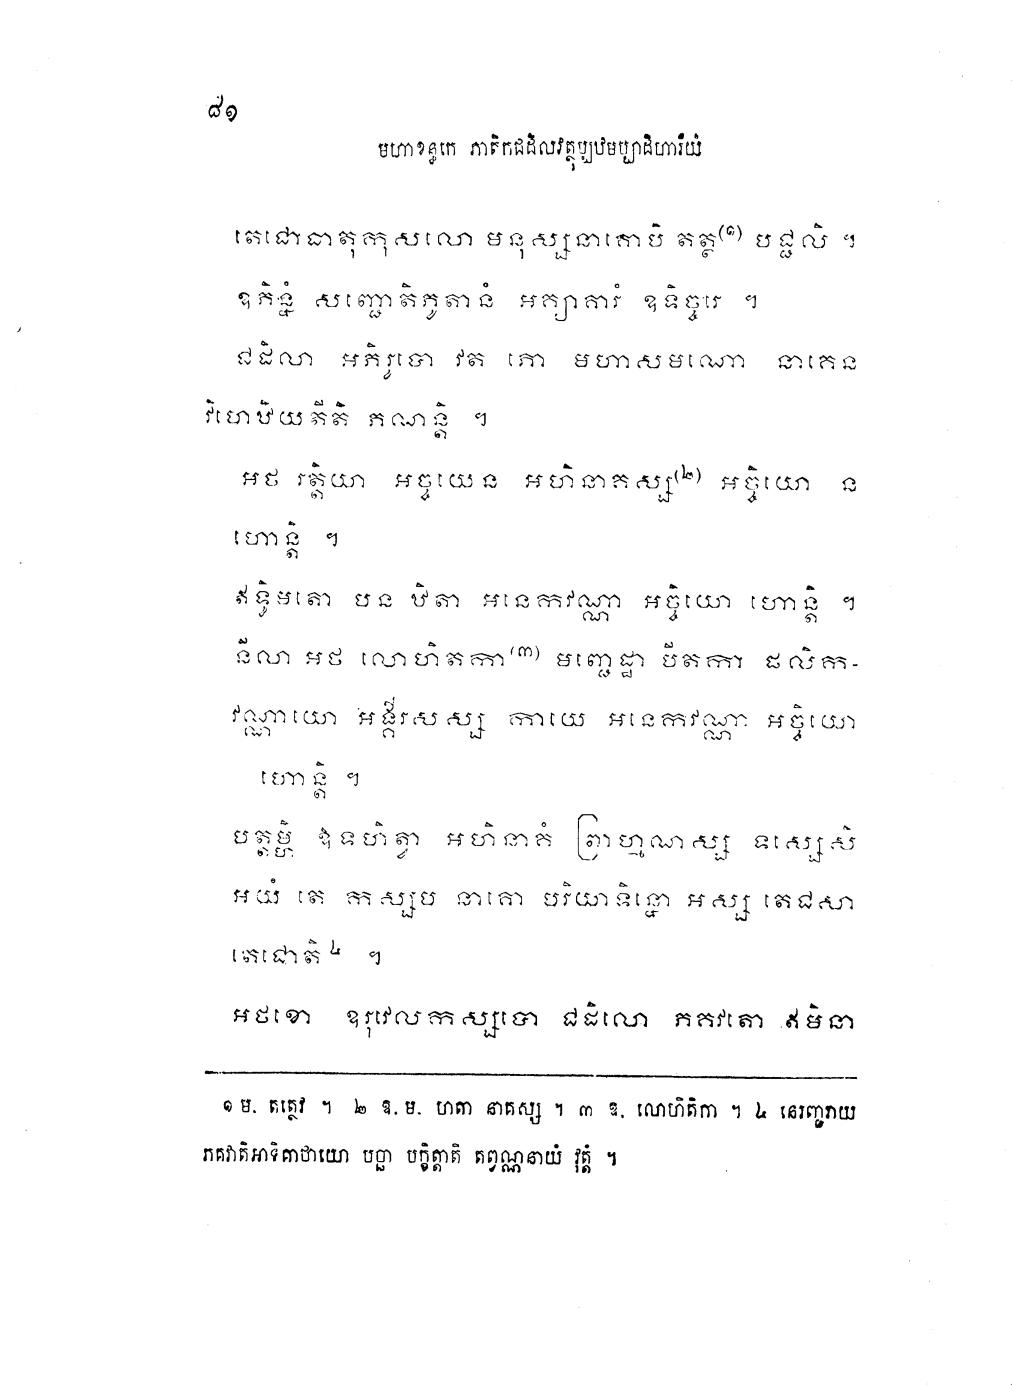 ៨១
មហាខន្ធកេ ភាតិកជដិលវត្ថុប្បឋមប្បាដិហារិយំ
តេជោធាតុកុសលោ មនុស្សនាគោបិ តត្ថ(១) បជ្ជលិ ។
ឧភិន្នំ សញ្ជោតិភូតានំ អគ្យាគារំ ឧទិច្ចរេ ។
ជដិលា អភិរូបោ វត ភោ មហាសមណោ នាគេន
វិហេឋិយតីតិ ភណន្តិ ។
អថ រត្តិយា អច្ចយេន អហិនាគស្ស(២) អច្ចិយោ ន
ហោន្តិ ។
ឥទ្ធិមតោ បន ឋិតា អនេកវណ្ណា អច្ចិយោ ហោន្តិ ។
នីលា អថ លោហិតកា(៣) មញ្ជេដ្ឋា បីតកា ផលិក-
វណ្ណាយោ អង្គីរសស្ស កាយេ អនេកវណ្ណា អច្ចិយោ
ហោន្តិ ។
បត្តម្ហិ ឯទហិត្វា អហិនាគំ ព្រាហ្មណស្ស ទស្សេសិ
អយំ តេ កស្សប នាគោ បរិយាទិន្នោ អស្ស តេជសា
តេជោតិ៤ ។
អថខោ ឧរុវេលកស្សបោ ជដិលោ ភគវតោ ឥមិនា
១ ម. តត្ថេវ ។ ២ ឱ. ម. ហតា នាគស្ស ។ ៣ ឱ. លោហិតិកា ។ ៤ នេរញ្ជរាយ
ភគវាតិអាទិគាថាយោ បច្ឆា បក្ខិត្តាតិ តព្វណ្ណនាយំ វុត្តំ ។